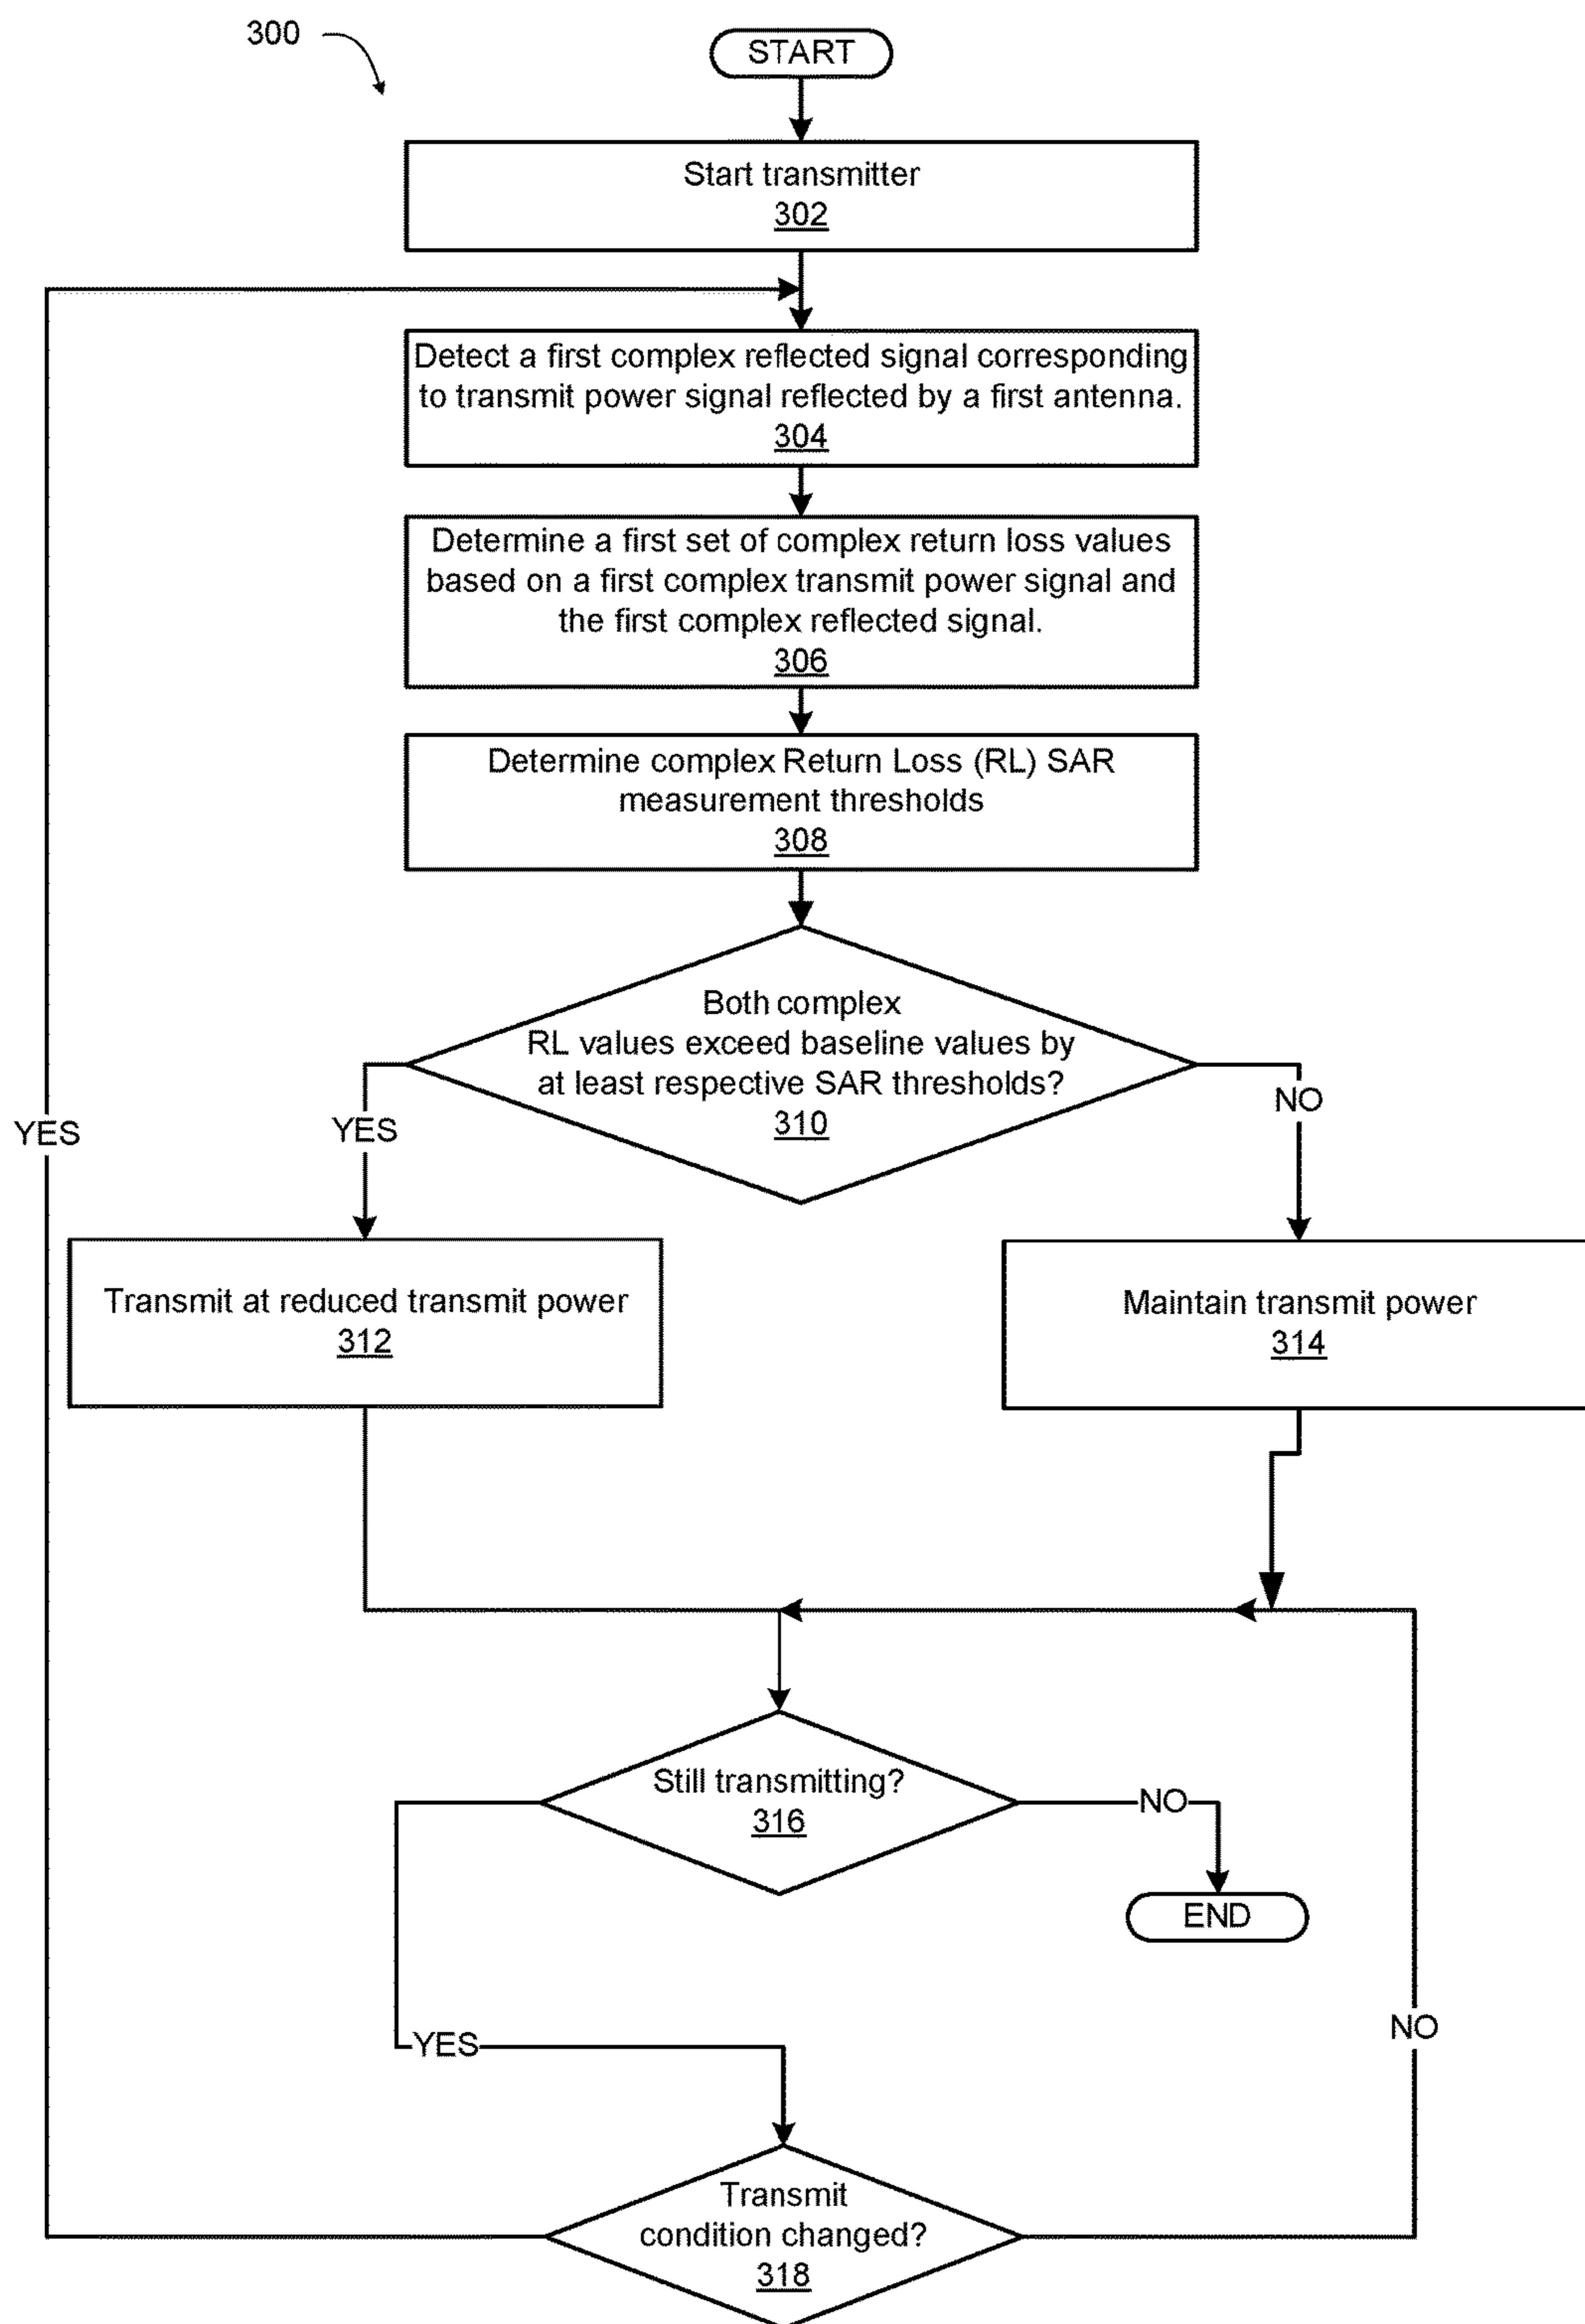 300
START
Start transmitter
302
Detect a first complex reflected signal corresponding
to transmit power signal reflected by a first antenna.
304
Determine a first set of complex return loss values
based on a first complex transmit power signal and
the first complex reflected signal.
306
Determine complex Return Loss (RL) SAR
measurement thresholds
308
Both complex
RL values exceed baseline values by
at least respective SAR thresholds?
310
YES
YES
NO
Transmit at reduced transmit power
312
Maintain transmit power
314
Still transmitting?
316
NO
END
YES
NO
Transmit
condition changed?
318